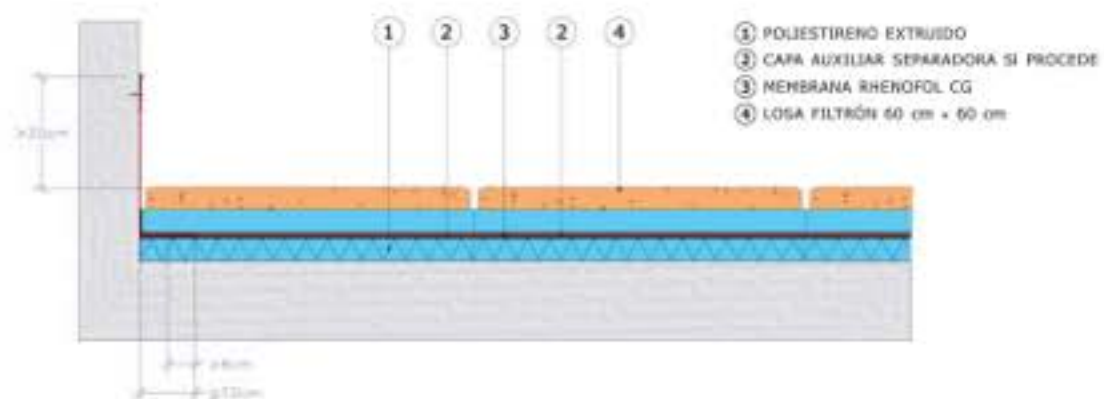 1 2 3 2 4
1 POLIESTIRENO EXTRUIDO
2 CAPA AUXILIAR SEPARADORA SI PROCEDE
3 MEMBRANA RHENOFOL CG
4 LOSA FILTRÓN 60 cm × 60 cm